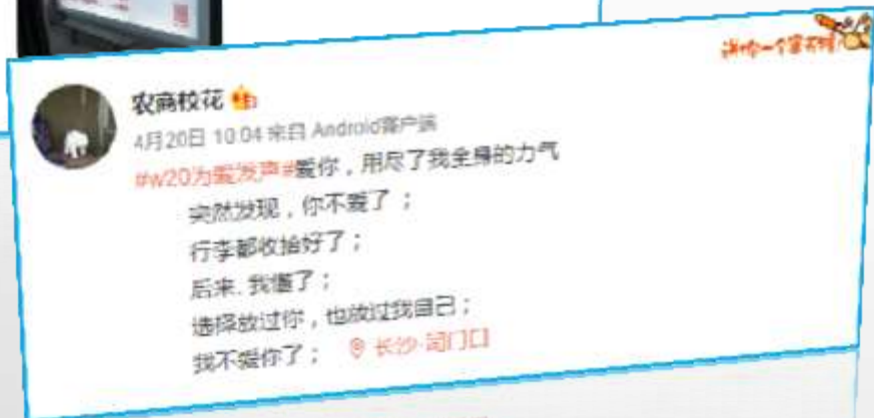 农商校花
4月20日 10:04 来自 Android客户端
#w20为爱发声#爱你，用尽了我全身的力气
突然发现，你不爱了；
行李都收拾好了；
后来.我懂了；
选择放过你，也放过我自己；
我不爱你了； 长沙·司门口